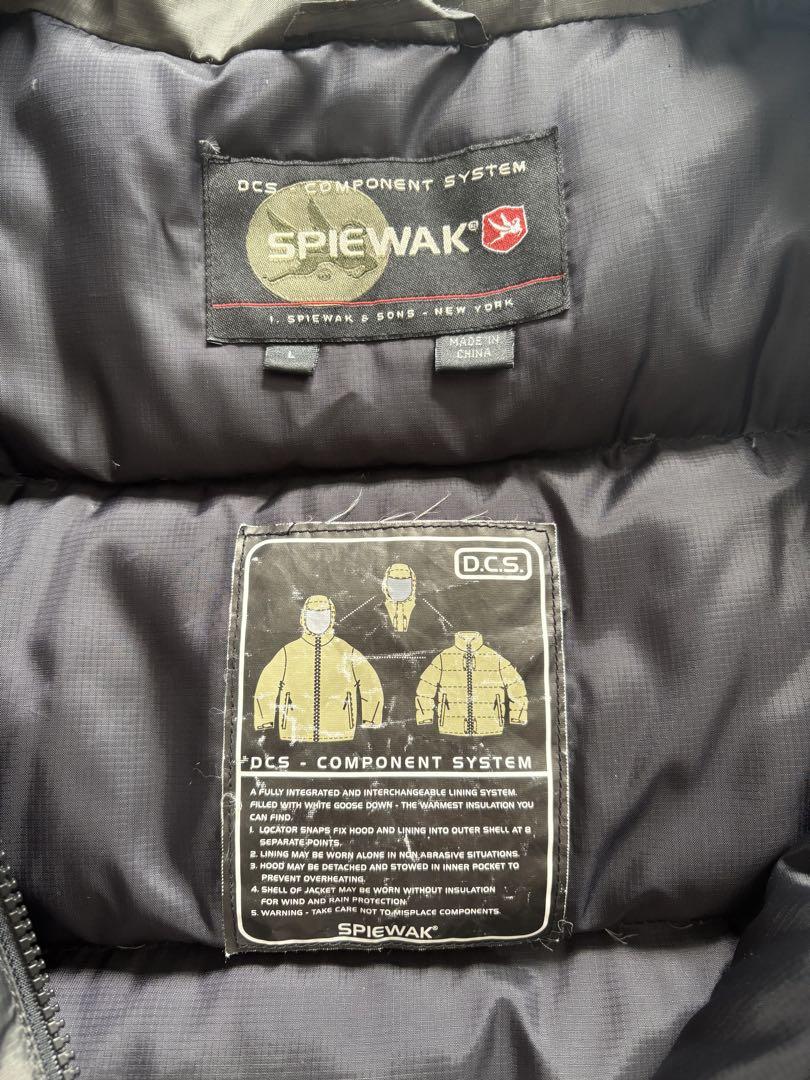 DCS - COMPONENT SYSTEM
SPIEWAK®
I. SPIEWAK & SONS - NEW YORK
L
MADE IN
CHINA
D.C.S.
DCS - COMPONENT SYSTEM
A FULLY INTEGRATED AND INTERCHANGEABLE LINING SYSTEM.
FILLED WITH WHITE GOOSE DOWN - THE WARMEST INSULATION YOU
CAN FIND.
1. LOCATOR SNAPS FIX HOOD AND LINING INTO OUTER SHELL AT 8
SEPARATE POINTS.
2. LINING MAY BE WORN ALONE IN NON ABRASIVE SITUATIONS.
3. HOOD MAY BE DETACHED AND STOWED IN INNER POCKET TO
PREVENT OVERHEATING.
4. SHELL OF JACKET MAY BE WORN WITHOUT INSULATION
FOR WIND AND RAIN PROTECTION.
5. WARNING - TAKE CARE NOT TO MISPLACE COMPONENTS.
SPIEWAK®